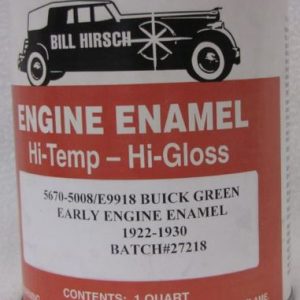 BILL HIRSCH
ENGINE ENAMEL
Hi-Temp – Hi-Gloss
5670-5008/E9918 BUICK GREEN
EARLY ENGINE ENAMEL
1922-1930
BATCH#27218
CONTENTS: 1 QUART